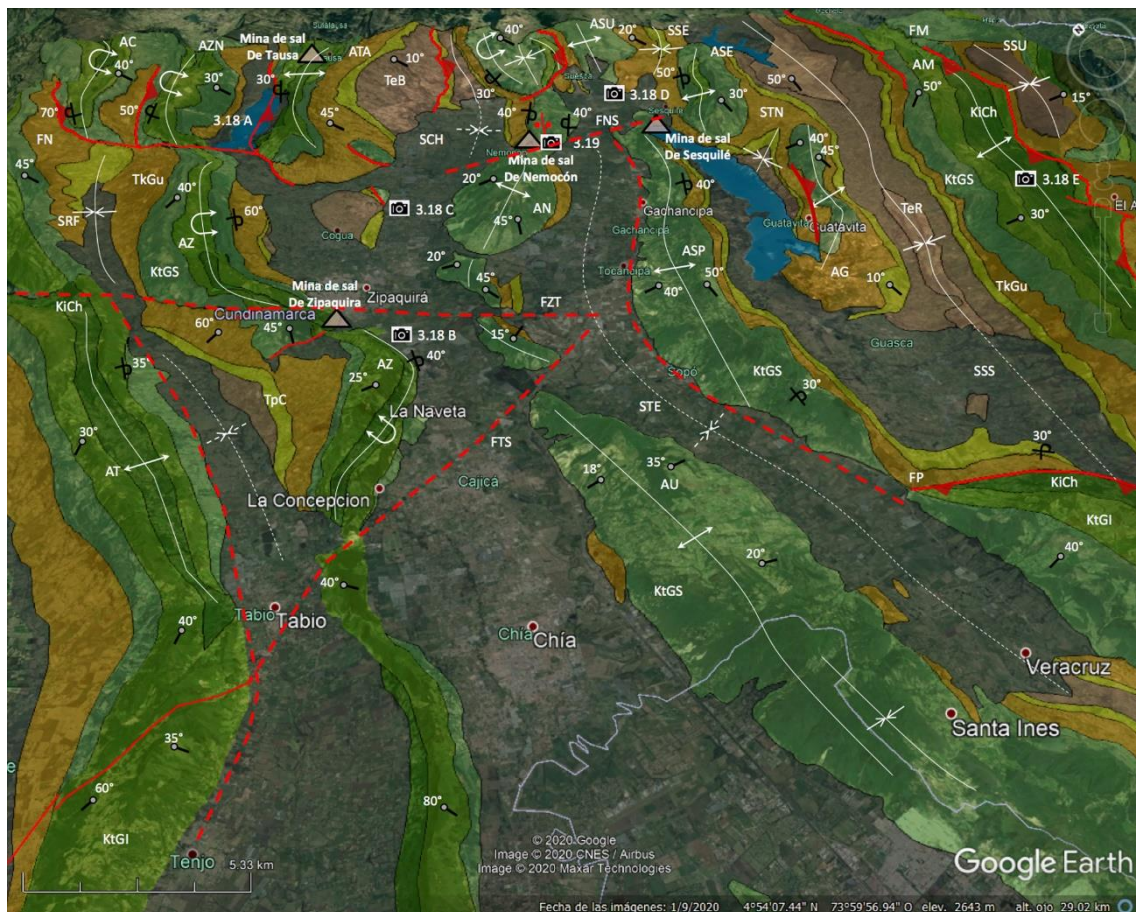 AC
40°
AZN
Mina de sal
De Tausa
ATA
10°
TeB
40°
ASU
20°
SSE
ASE
50°
FM
AM
SSU
15°
30°
30°
50°
70°
FN
3.18 A
45°
SCH
30°
50°
3.18 D
FNS
Sesquilé
30°
STN
50°
KiCh
45°
TkGu
40°
40°
Nemocón
3.19
Mina de sal
De Nemocón
Mina de sal
De Sesquilé
40°
45°
KtGS
3.18 E
SRF
40°
60°
3.18 C
20°
45°
AN
40°
Gachancipa
Gachancipá
Guatavita
Guatavita
TeR
30°
AZ
Cogua
KtGS
20°
45°
Tocancipá
ASP
50°
AG
10°
TkGu
KiCh
Mina de sal
De Zipaquira
Zipaquirá
FZT
40°
Cundinamarca
60°
45°
3.18 B
15°
Guasca
35°
AZ
40°
25°
Sopó
KtGS
30°
SSS
TpC
La Naveta
STE
30°
AT
FTS
18°
35°
AU
30°
La Concepcion
Cajicá
FP
KiCh
KtGI
40°
20°
40°
KtGS
Tabio
Tabio
40°
Chía
Chía
Veracruz
Santa Ines
35°
60°
80°
KtGI
Tenjo
5.33 km
© 2020 Google
Image © 2020 CNES / Airbus
Image © 2020 Maxar Technologies
Google Earth
Fecha de las imágenes: 1/9/2020 4°54'07.44" N 73°59'56.94" O elev. 2643 m alt. ojo 29.02 km